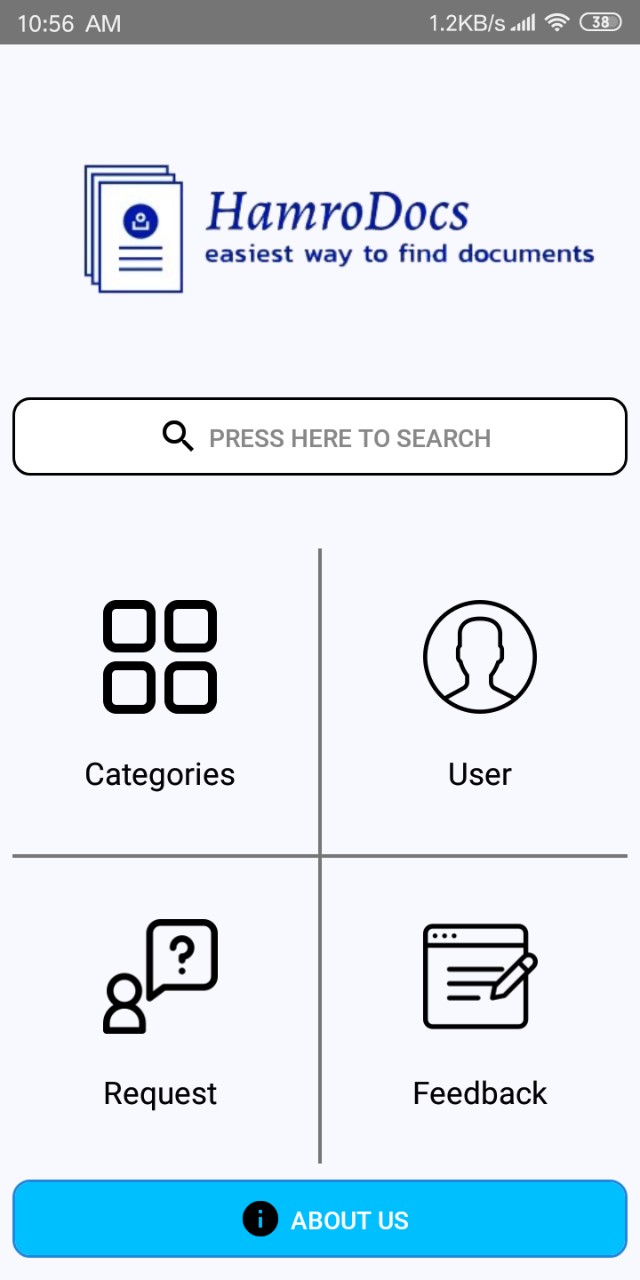 10:56 AM 1.2KB/s 38
HamroDocs
easiest way to find documents
PRESS HERE TO SEARCH
Categories
User
?
Request
Feedback
i ABOUT US